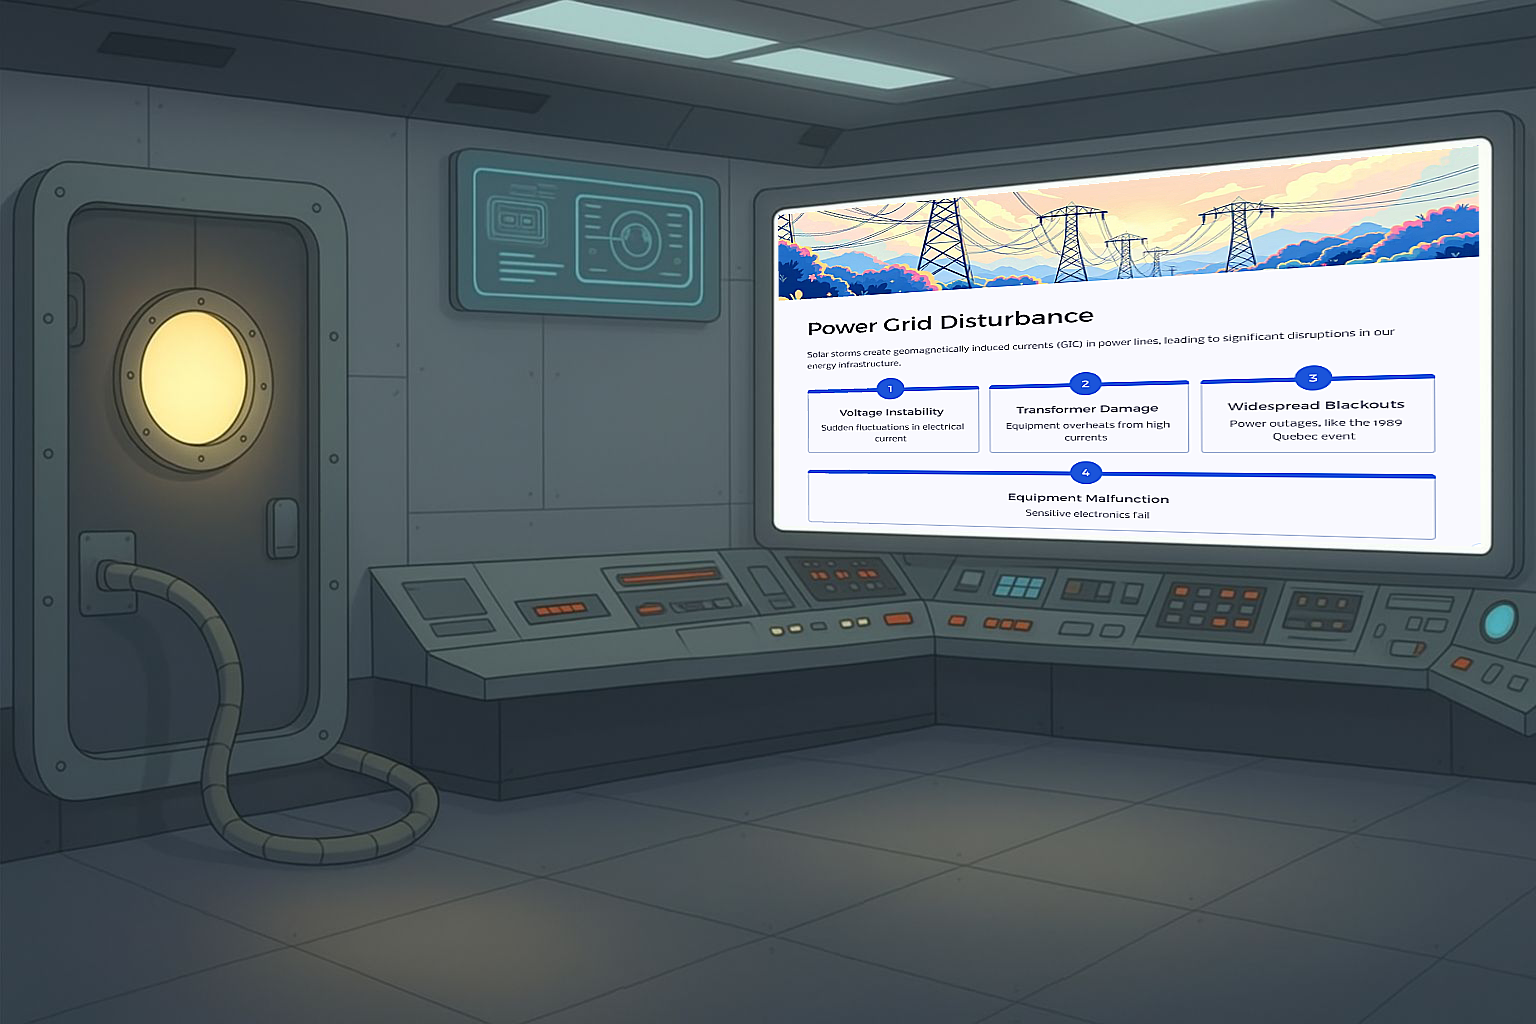 Power Grid Disturbance
Solar storms create geomagnetically induced currents (GIC) in power lines, leading to significant disruptions in our
energy infrastructure.
1
Voltage Instability
Sudden fluctuations in electrical
current
2
Transformer Damage
Equipment overheats from high
currents
3
Widespread Blackouts
Power outages, like the 1989
Quebec event
4
Equipment Malfunction
Sensitive electronics fail